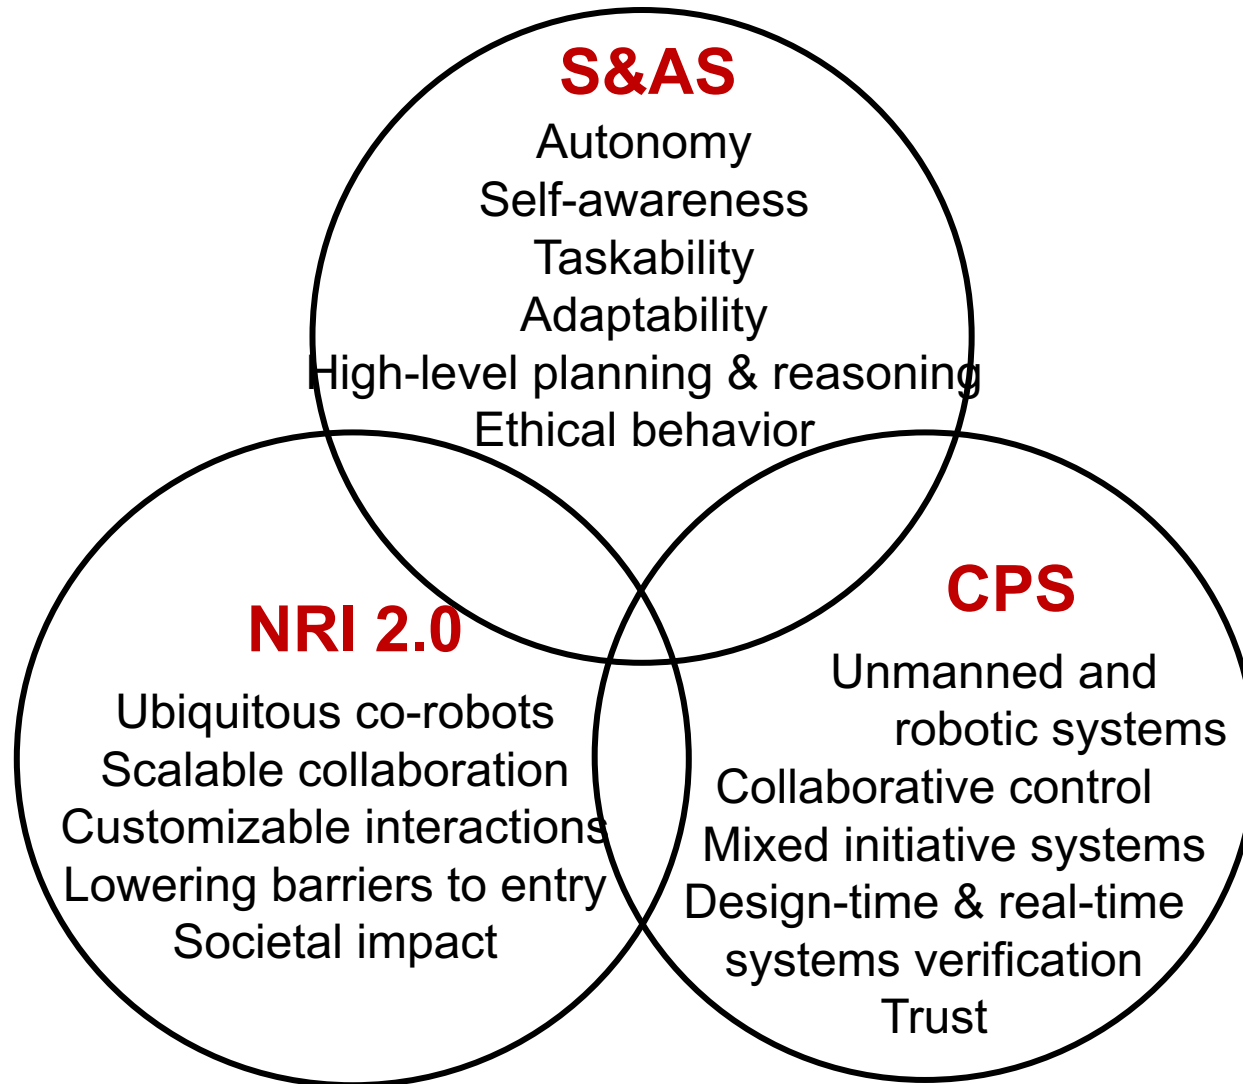 S&AS
Autonomy
Self-awareness
Taskability
Adaptability
High-level planning & reasoning
Ethical behavior
NRI 2.0
Ubiquitous co-robots
Scalable collaboration
Customizable interactions
Lowering barriers to entry
Societal impact
CPS
Unmanned and
robotic systems
Collaborative control
Mixed initiative systems
Design-time & real-time
systems verification
Trust